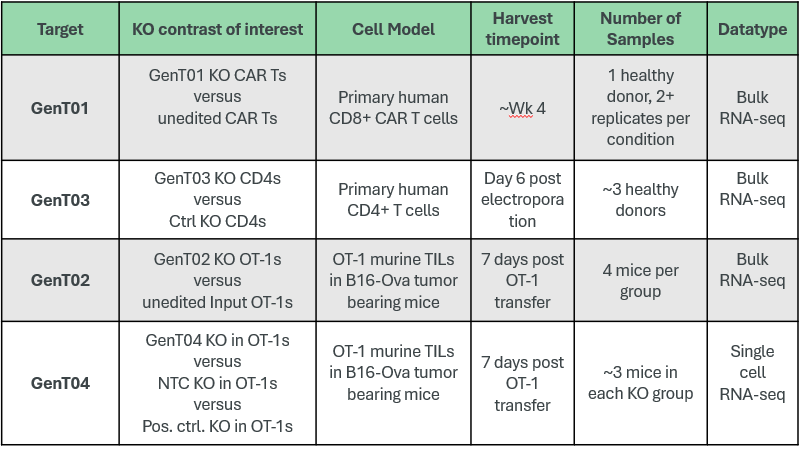 Target
KO contrast of interest
Cell Model
Harvest
timepoint
Number of
Samples
Datatype
GenT01
GenT01 KO CAR Ts
versus
unedited CAR Ts
Primary human
CD8+ CAR T cells
~Wk 4
1 healthy
donor, 2+
replicates per
condition
Bulk
RNA-seq
GenT03
GenT03 KO CD4s
versus
Ctrl KO CD4s
Primary human
CD4+ T cells
Day 6 post
electropora
tion
~3 healthy
donors
Bulk
RNA-seq
GenT02
GenT02 KO OT-1s
versus
unedited Input OT-1s
OT-1 murine TILs
in B16-Ova tumor
bearing mice
7 days post
OT-1
transfer
4 mice per
group
Bulk
RNA-seq
GenT04
GenT04 KO in OT-1s
versus
NTC KO in OT-1s
versus
Pos. ctrl. KO in OT-1s
OT-1 murine TILs
in B16-Ova tumor
bearing mice
7 days post
OT-1
transfer
~3 mice in
each KO group
Single
cell
RNA-seq